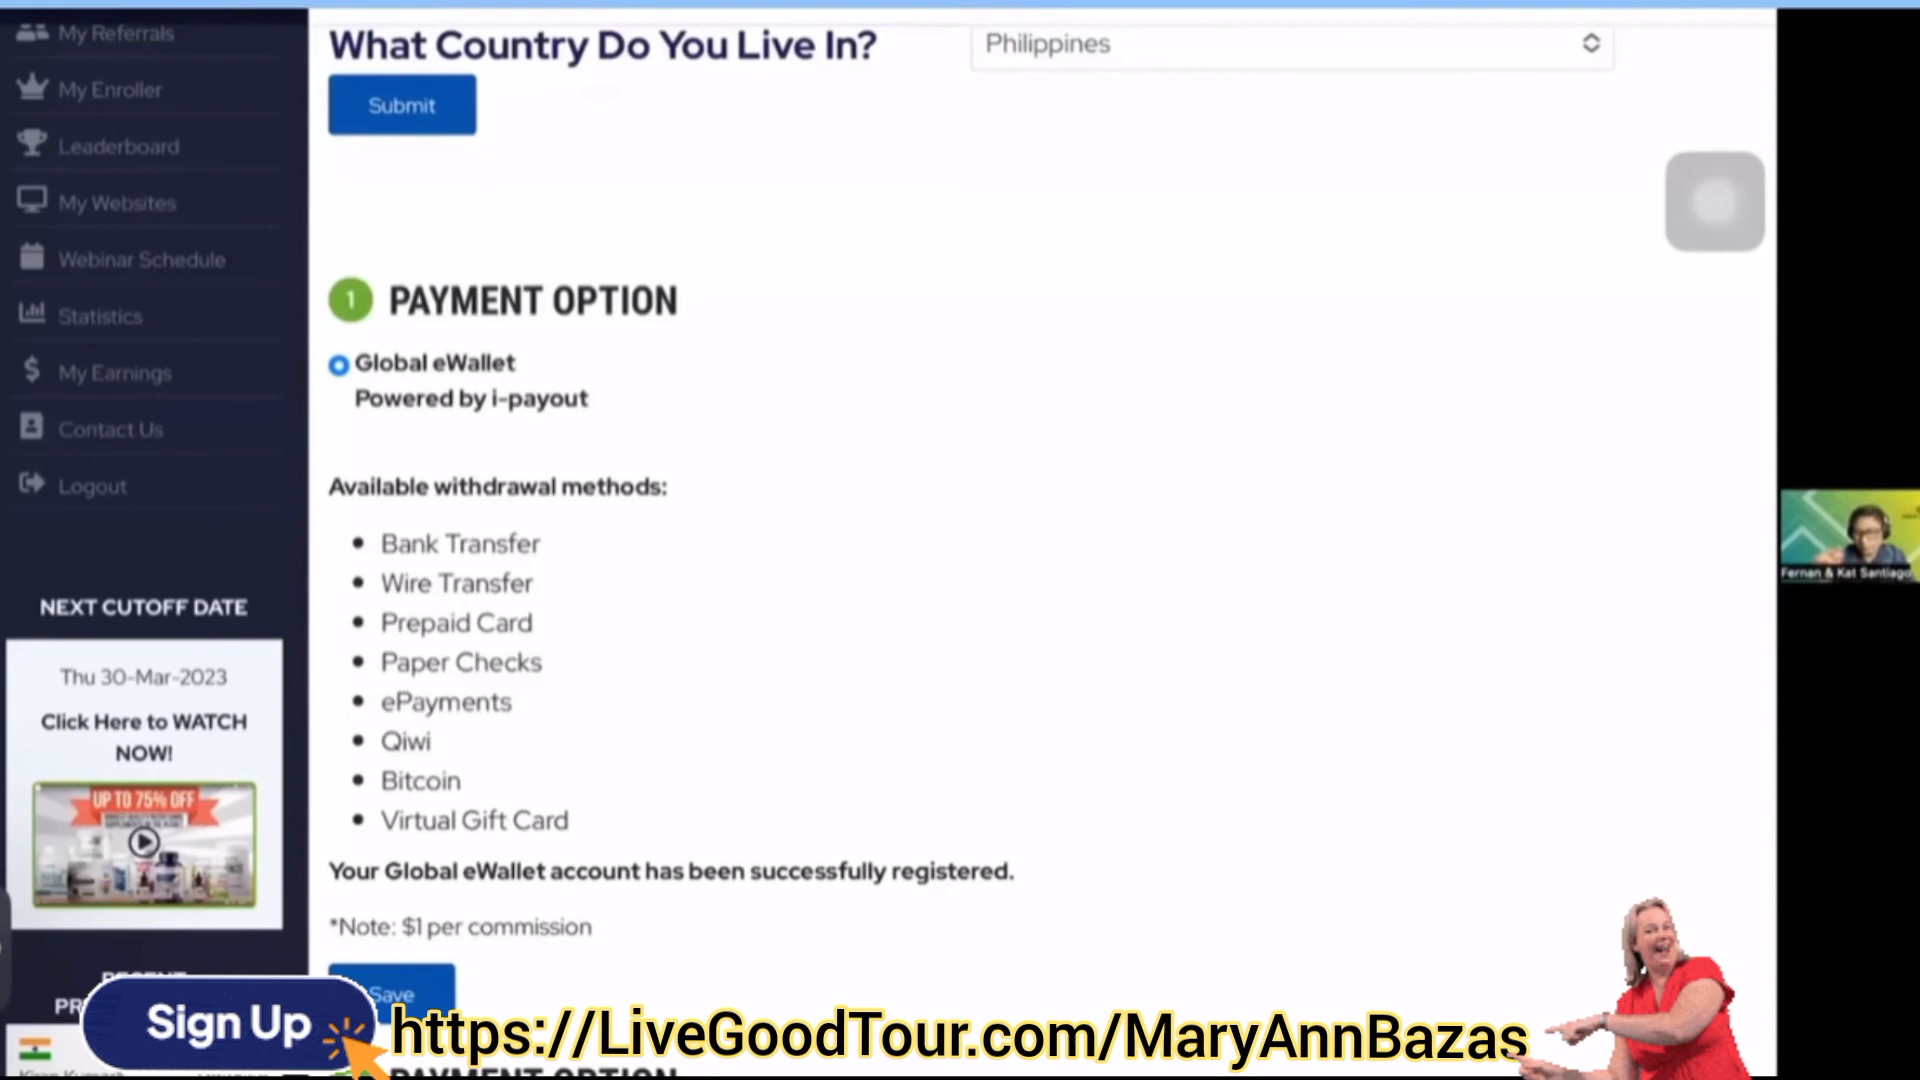 My Referrals
My Enroller
Leaderboard
My Websites
Webinar Schedule
Statistics
My Earnings
Contact Us
Logout
NEXT CUTOFF DATE
Thu 30-Mar-2023
Click Here to WATCH
NOW!
UP TO 75% OFF
What Country Do You Live In?
Philippines
Submit
1 PAYMENT OPTION
Global eWallet
Powered by i-payout
Available withdrawal methods:
• Bank Transfer
• Wire Transfer
• Prepaid Card
• Paper Checks
• ePayments
• Qiwi
• Bitcoin
• Virtual Gift Card
Your Global eWallet account has been successfully registered.
*Note: $1 per commission
Save
Fernan & Kat Santiago
Sign Up
https://LiveGoodTour.com/MaryAnnBazas
PAYMENT OPTION